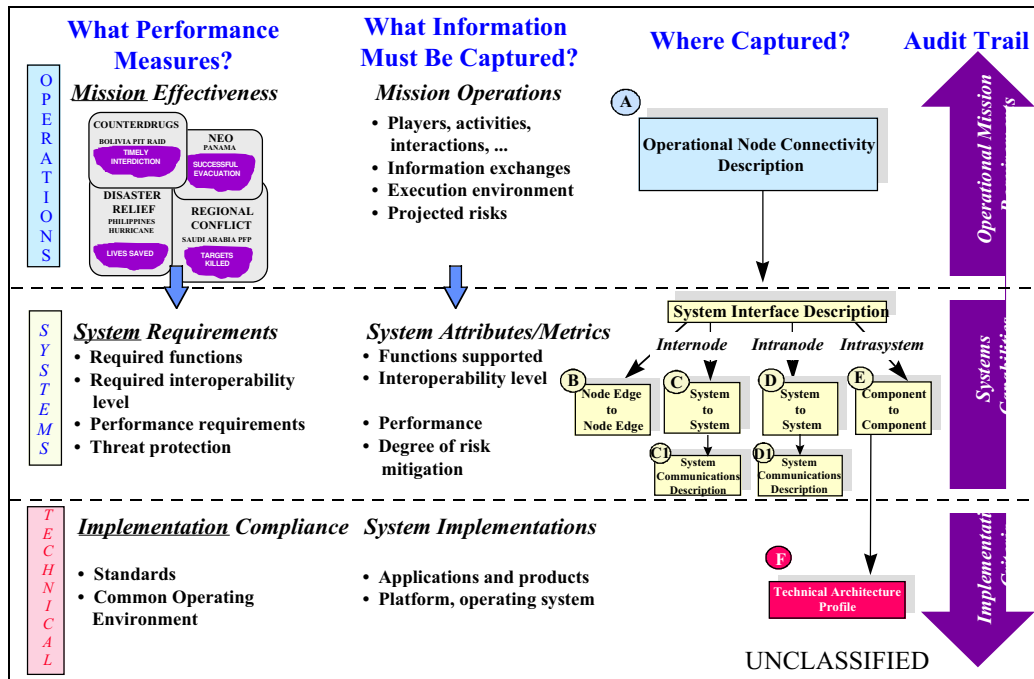 What Performance
Measures?
What Information
Must Be Captured?
Where Captured?
Audit Trail
OPERATIONS
Mission Effectiveness
COUNTERDRUGS
BOLIVIA PIT RAID
TIMELY
INTERDICTION
NEO
PANAMA
SUCCESSFUL
EVACUATION
DISASTER
RELIEF
PHILIPPINES
HURRICANE
LIVES SAVED
REGIONAL
CONFLICT
SAUDI ARABIA PFP
TARGETS
KILLED
Mission Operations
• Players, activities,
interactions, ...
• Information exchanges
• Execution environment
• Projected risks
A
Operational Node Connectivity
Description
Operational Mission
SYSTEMS
System Requirements
• Required functions
• Required interoperability
level
• Performance requirements
• Threat protection
System Attributes/Metrics
• Functions supported
• Interoperability level
• Performance
• Degree of risk
mitigation
System Interface Description
Internode
Intranode
Intrasystem
B
Node Edge
to
Node Edge
C
System
to
System
D
System
to
System
E
Component
to
Component
C1
System
Communications
Description
D1
System
Communications
Description
Systems
Capabilities
TECHNICAL
Implementation Compliance
• Standards
• Common Operating
Environment
System Implementations
• Applications and products
• Platform, operating system
F
Technical Architecture
Profile
Implementation
Criteria
UNCLASSIFIED